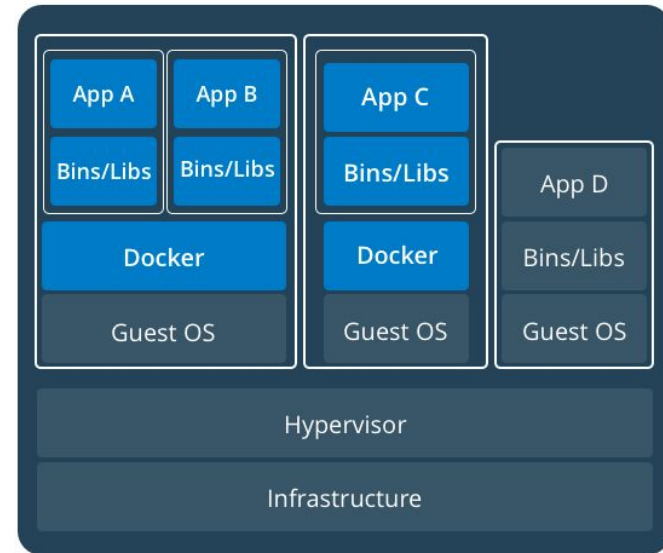 App A
Bins/Libs
App B
Bins/Libs
Docker
Guest OS
App C
Bins/Libs
Docker
Guest OS
App D
Bins/Libs
Guest OS
Hypervisor
Infrastructure